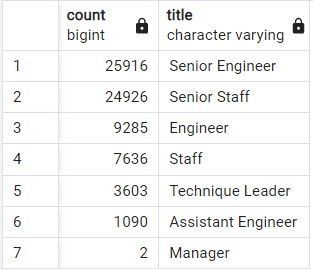 count title
bigint character varying
1 25916 Senior Engineer
2 24926 Senior Staff
3 9285 Engineer
4 7636 Staff
5 3603 Technique Leader
6 1090 Assistant Engineer
7 2 Manager